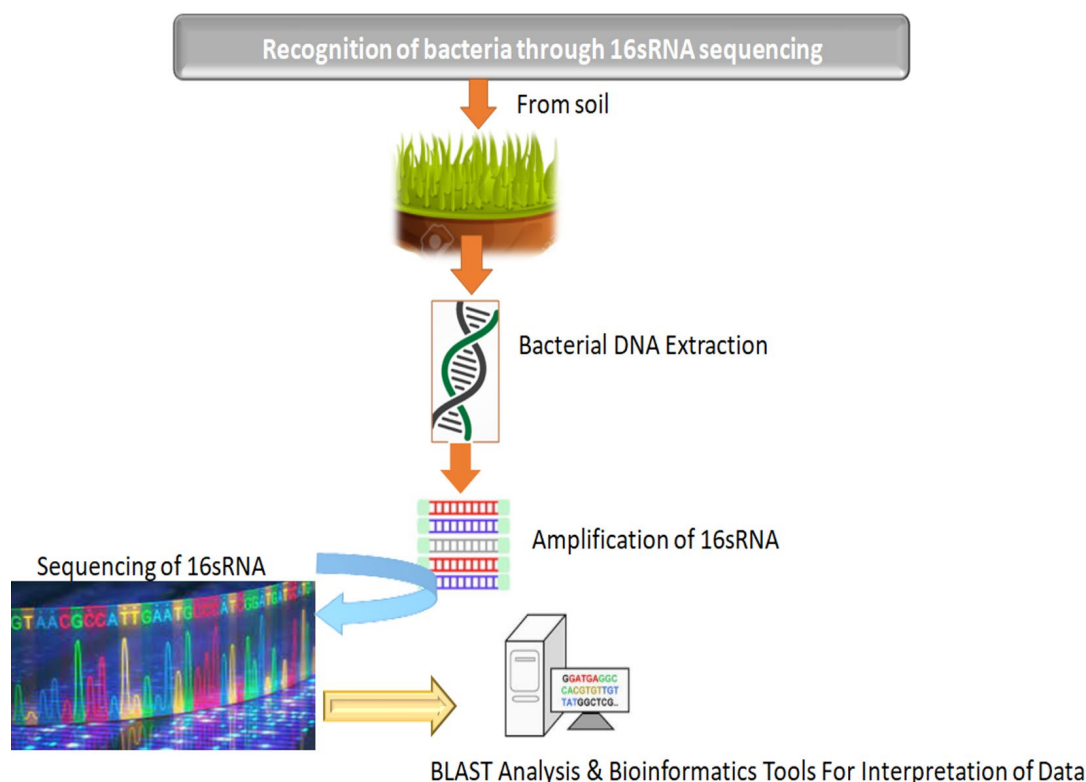 Recognition of bacteria through 16sRNA sequencing
From soil
Bacterial DNA Extraction
Amplification of 16sRNA
Sequencing of 16sRNA
GTAACGCCATTGAATGCCCATCGGATGAT
GGATGAGGC
CACGTGTTGT
TATGGCTCG..
BLAST Analysis & Bioinformatics Tools For Interpretation of Data